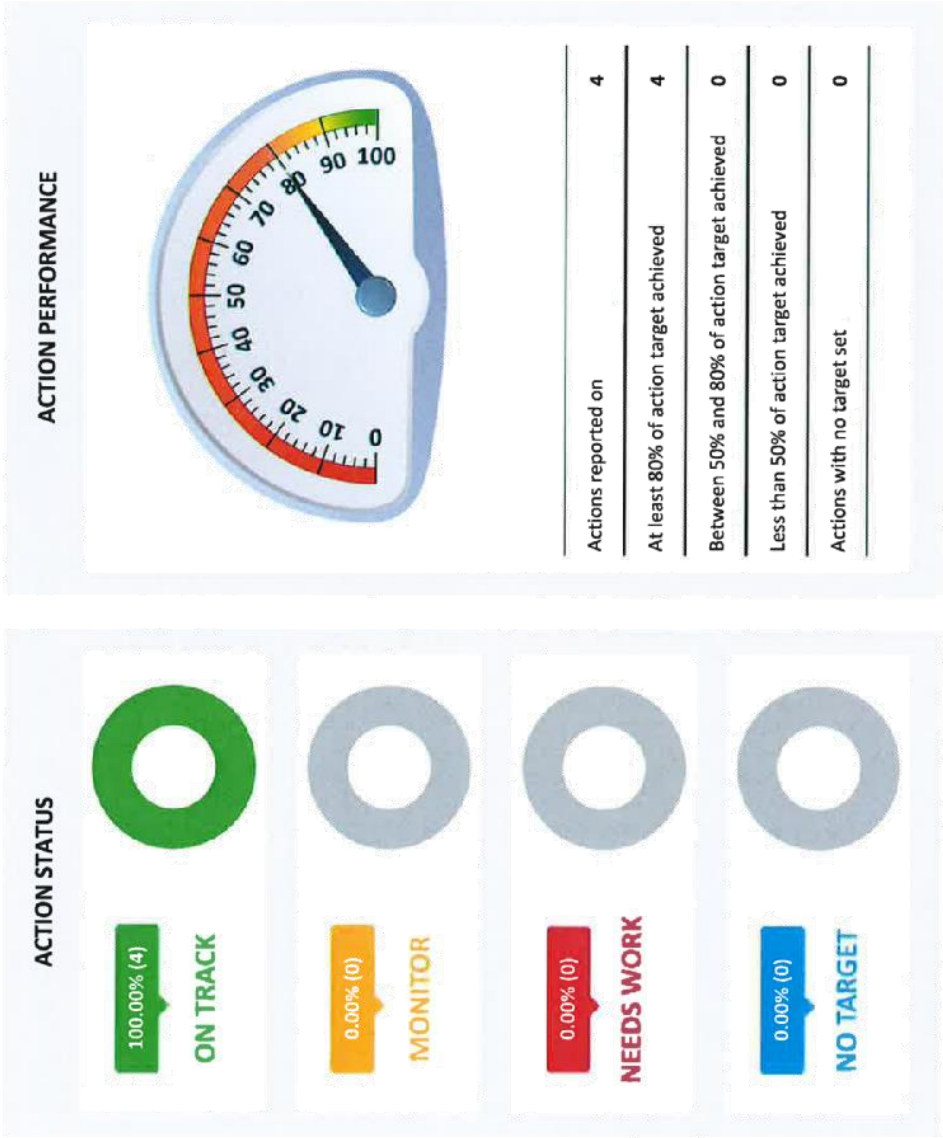 ACTION STATUS
100.00% (4)
ON TRACK
0.00% (0)
MONITOR
0.00% (0)
NEEDS WORK
0.00% (0)
NO TARGET
ACTION PERFORMANCE
0
10
20
30
40
50
60
70
80
90
100
Actions reported on 4
At least 80% of action target achieved 4
Between 50% and 80% of action target achieved 0
Less than 50% of action target achieved 0
Actions with no target set 0